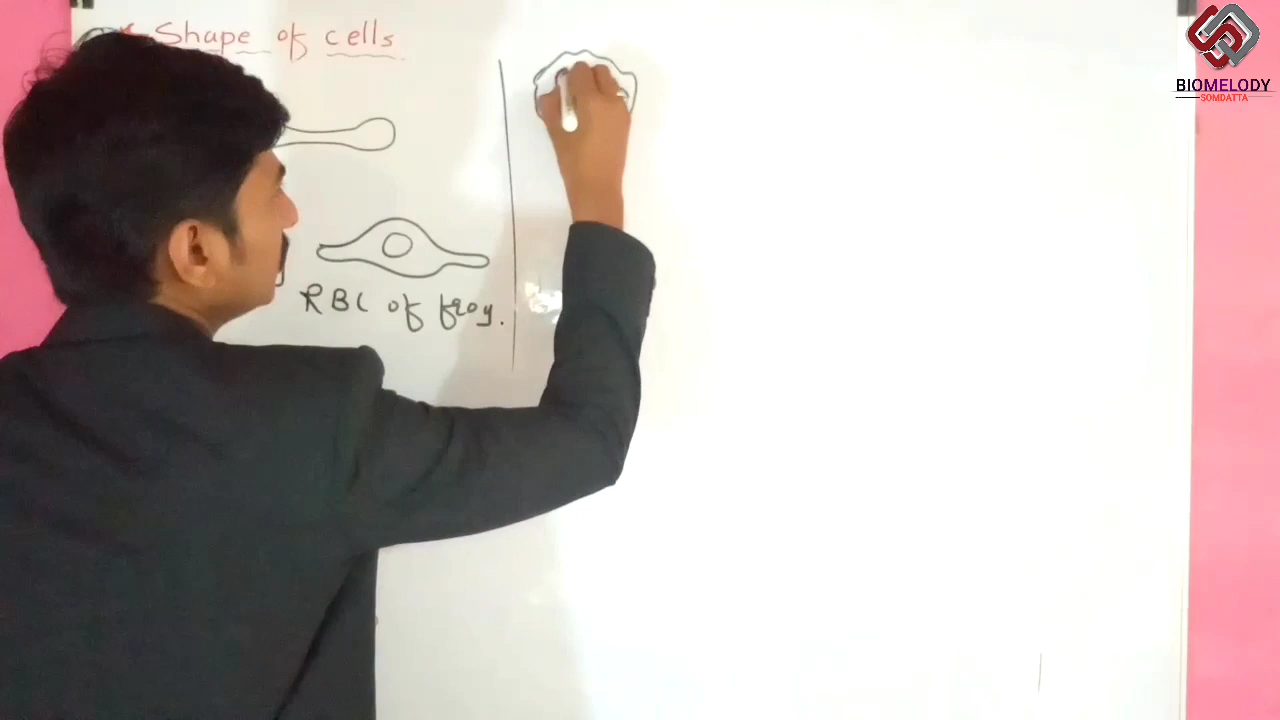 Shape of cells
RBC of frog.
BIOMELODY
SOMDATTA